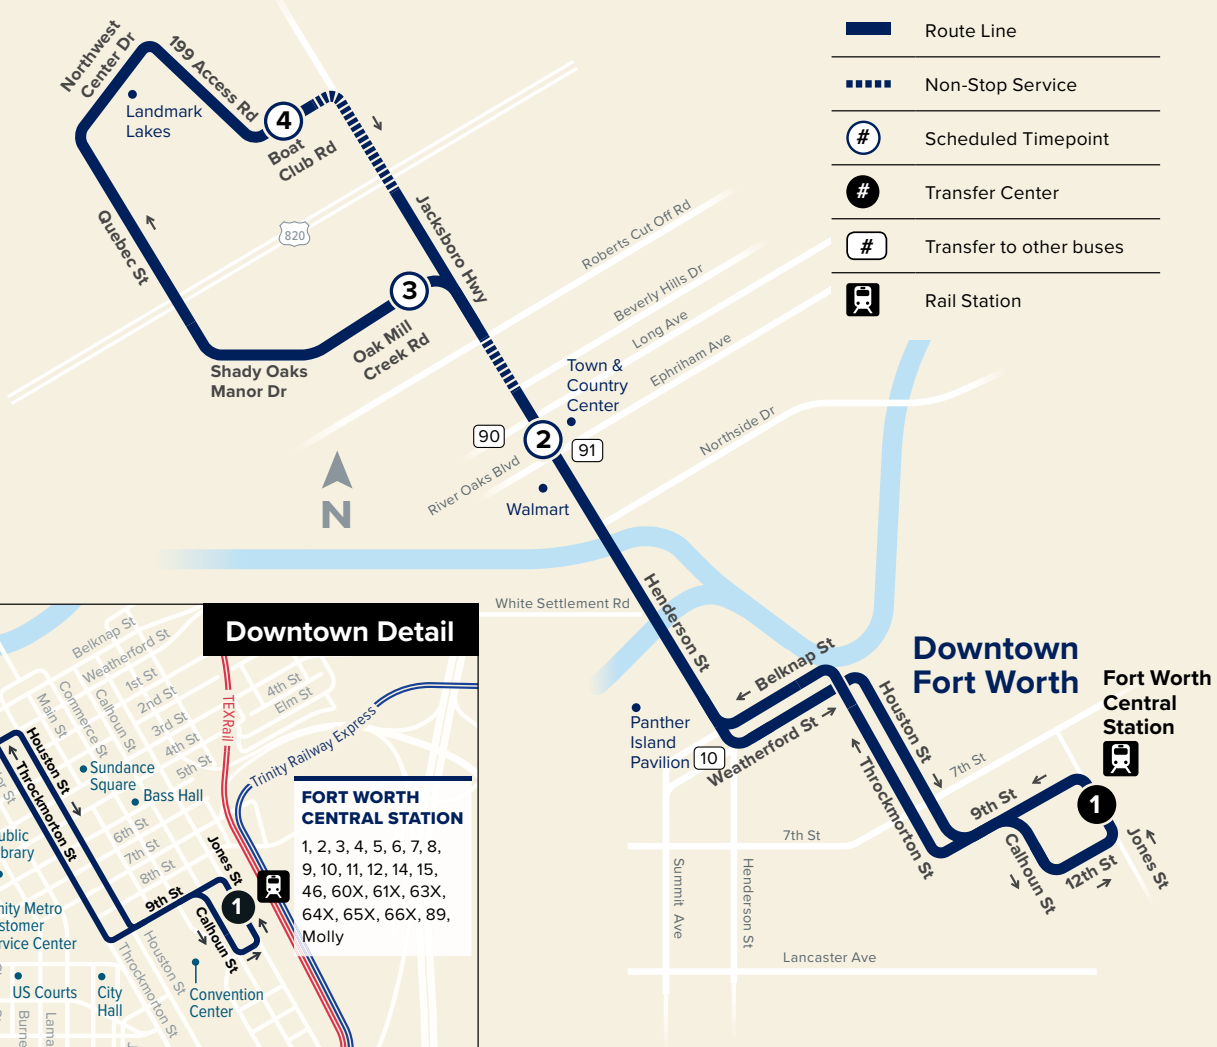 Route Line
Non-Stop Service
# Scheduled Timepoint
# Transfer Center
# Transfer to other buses
Rail Station
Northwest
Center Dr
199 Access Rd
Landmark
Lakes
4
Boat
Club Rd
Quebec St
820
Jacksboro Hwy
Roberts Cut Off Rd
Beverly Hills Dr
Long Ave
Ephriham Ave
3
Oak Mill
Creek Rd
Shady Oaks
Manor Dr
Town &
Country
Center
90
2
91
Northside Dr
River Oaks Blvd
Walmart
N
White Settlement Rd
Henderson St
Belknap St
Weatherford St
Downtown
Fort Worth
Fort Worth
Central
Station
Panther
Island
Pavilion
10
Houston St
Throckmorton St
7th St
9th St
1
Calhoun St
12th St
Jones St
7th St
Summit Ave
Henderson St
Lancaster Ave
Downtown Detail
Belknap St
Weatherford St
1st St
2nd St
3rd St
4th St
5th St
Main St
Commerce St
Calhoun St
4th St
Elm St
TEXRail
Trinity Railway Express
Houston St
Throckmorton St
Sundance
Square
Bass Hall
6th St
7th St
8th St
9th St
Jones St
1
Calhoun St
FORT WORTH
CENTRAL STATION
1, 2, 3, 4, 5, 6, 7, 8,
9, 10, 11, 12, 14, 15,
46, 60X, 61X, 63X,
64X, 65X, 66X, 89,
Molly
ublic
brary
nity Metro
stomer
rvice Center
US Courts
City
Hall
Throckmorton St
Houston St
Convention
Center
Burne
Lama